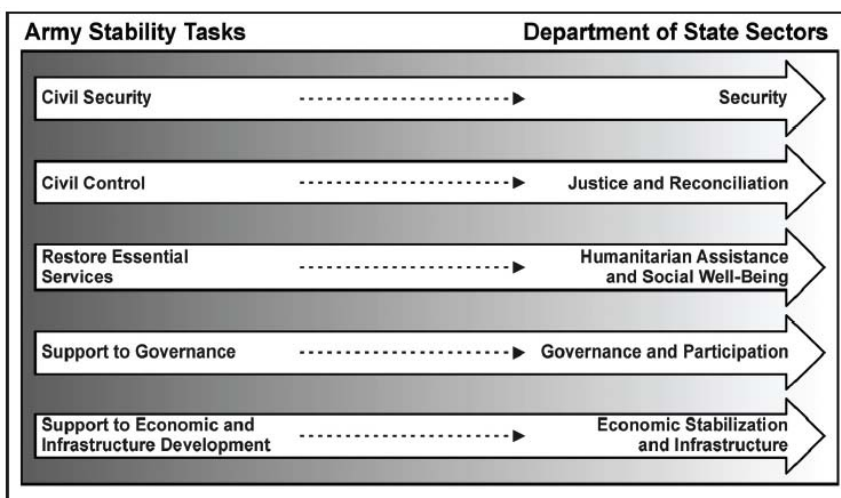 Army Stability Tasks
Department of State Sectors
Civil Security
Security
Civil Control
Justice and Reconciliation
Restore Essential
Services
Humanitarian Assistance
and Social Well-Being
Support to Governance
Governance and Participation
Support to Economic and
Infrastructure Development
Economic Stabilization
and Infrastructure